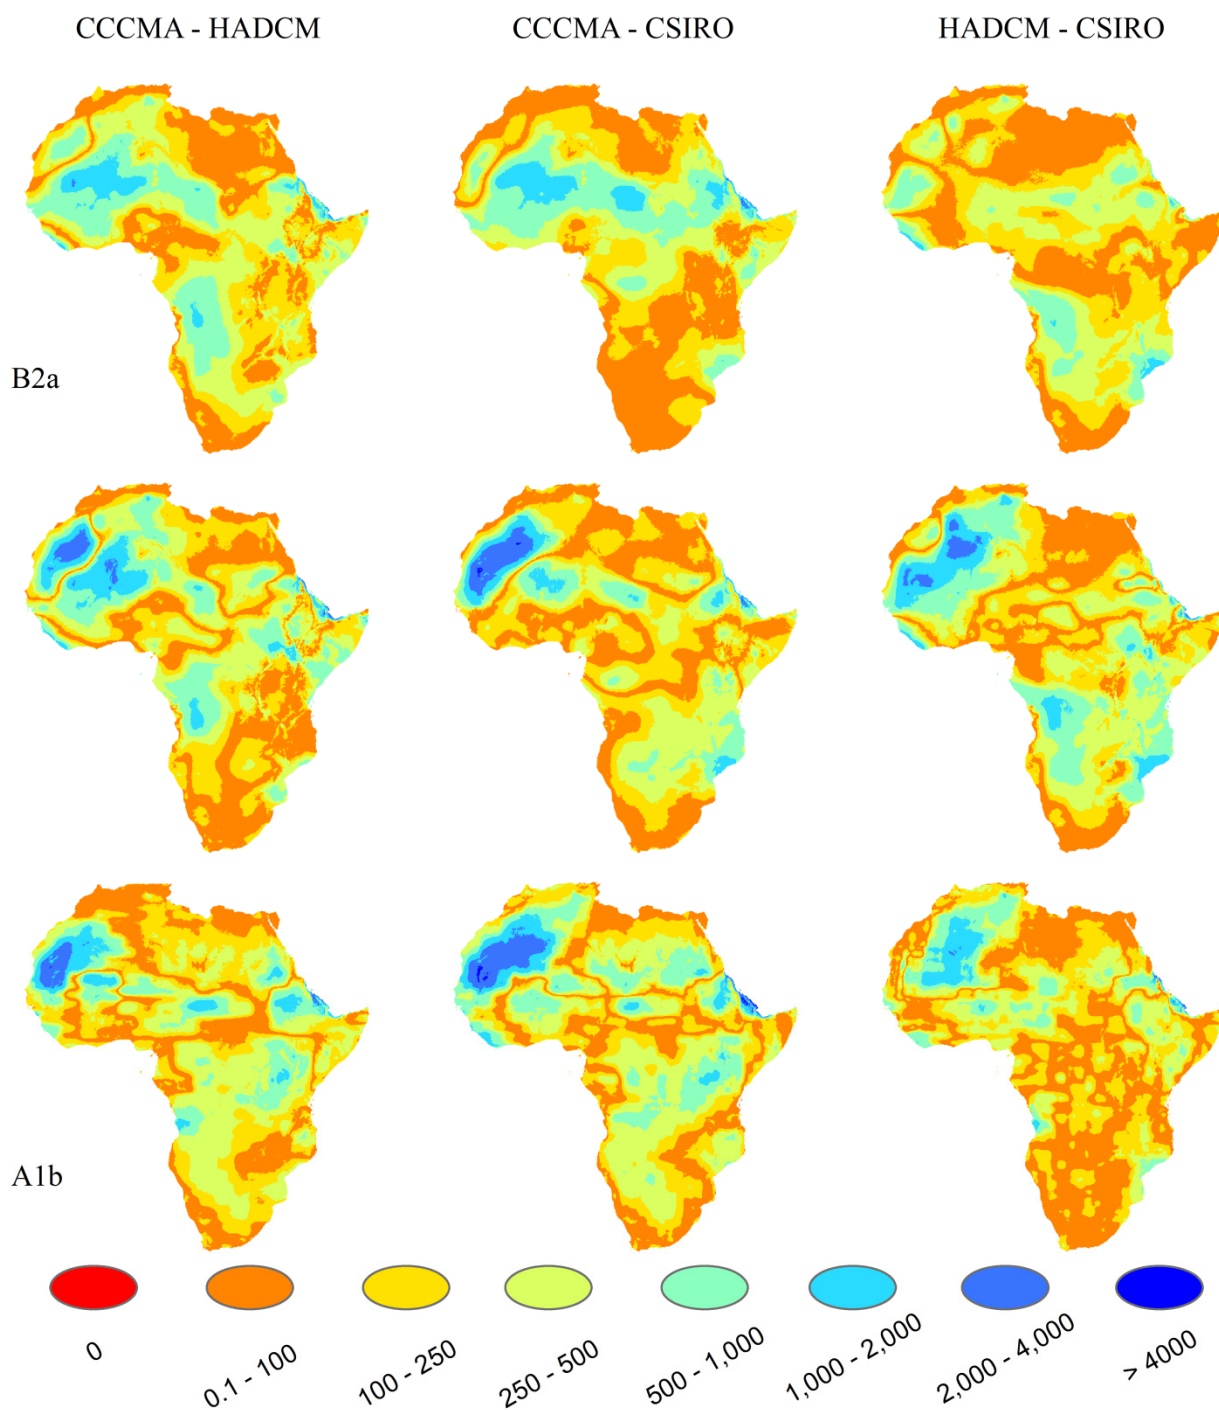 CCCMA - HADCM CCCMA - CSIRO HADCM - CSIRO
B2a
A1b
0 0.1 - 100 100 - 250 250 - 500 500 - 1,000 1,000 - 2,000 2,000 - 4,000 > 4000